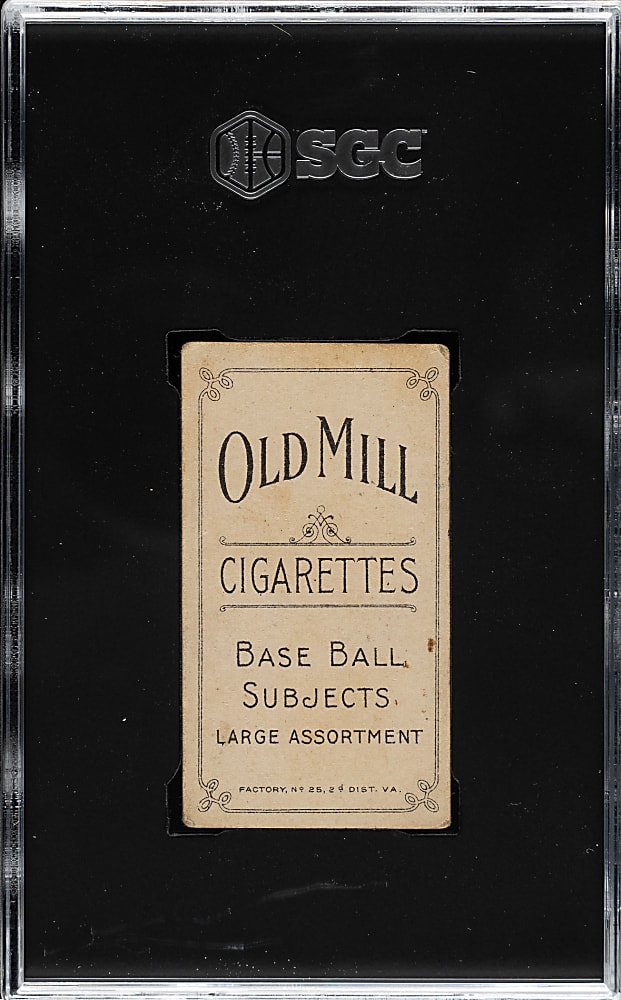 SGC
OLD MILL
CIGARETTES
BASE BALL
SUBJECTS.
LARGE ASSORTMENT
FACTORY, Nº 25, 2d DIST. VA.